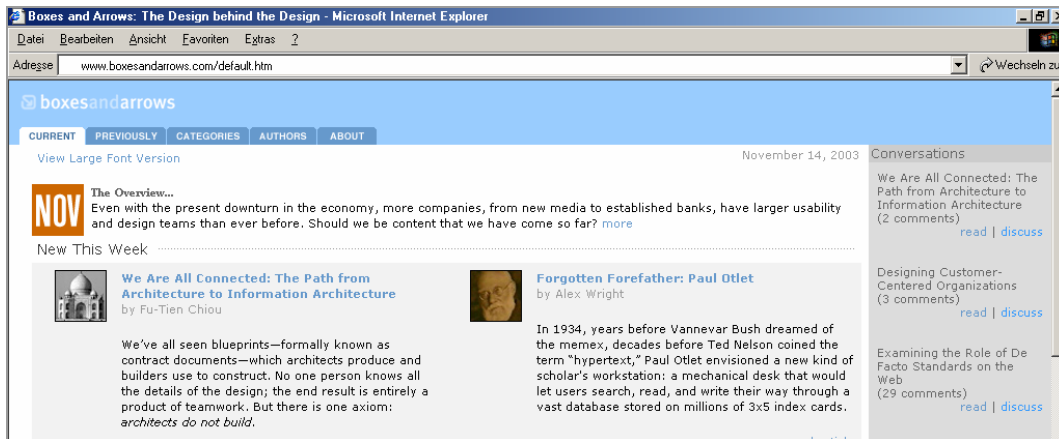 Boxes and Arrows: The Design behind the Design - Microsoft Internet Explorer
Datei Bearbeiten Ansicht Favoriten Extras ?
Adresse www.boxesandarrows.com/default.htm Wechseln zu
boxesandarrows
CURRENT PREVIOUSLY CATEGORIES AUTHORS ABOUT
View Large Font Version
November 14, 2003
NOV
The Overview...
Even with the present downturn in the economy, more companies, from new media to established banks, have larger usability
and design teams than ever before. Should we be content that we have come so far? more
New This Week
We Are All Connected: The Path from
Architecture to Information Architecture
by Fu-Tien Chiou
We've all seen blueprints—formally known as
contract documents—which architects produce and
builders use to construct. No one person knows all
the details of the design; the end result is entirely a
product of teamwork. But there is one axiom:
architects do not build.
Forgotten Forefather: Paul Otlet
by Alex Wright
In 1934, years before Vannevar Bush dreamed of
the memex, decades before Ted Nelson coined the
term "hypertext," Paul Otlet envisioned a new kind of
scholar's workstation: a mechanical desk that would
let users search, read, and write their way through a
vast database stored on millions of 3x5 index cards.
Conversations
We Are All Connected: The
Path from Architecture to
Information Architecture
(2 comments)
read | discuss
Designing Customer-
Centered Organizations
(3 comments)
read | discuss
Examining the Role of De
Facto Standards on the
Web
(29 comments)
read | discuss